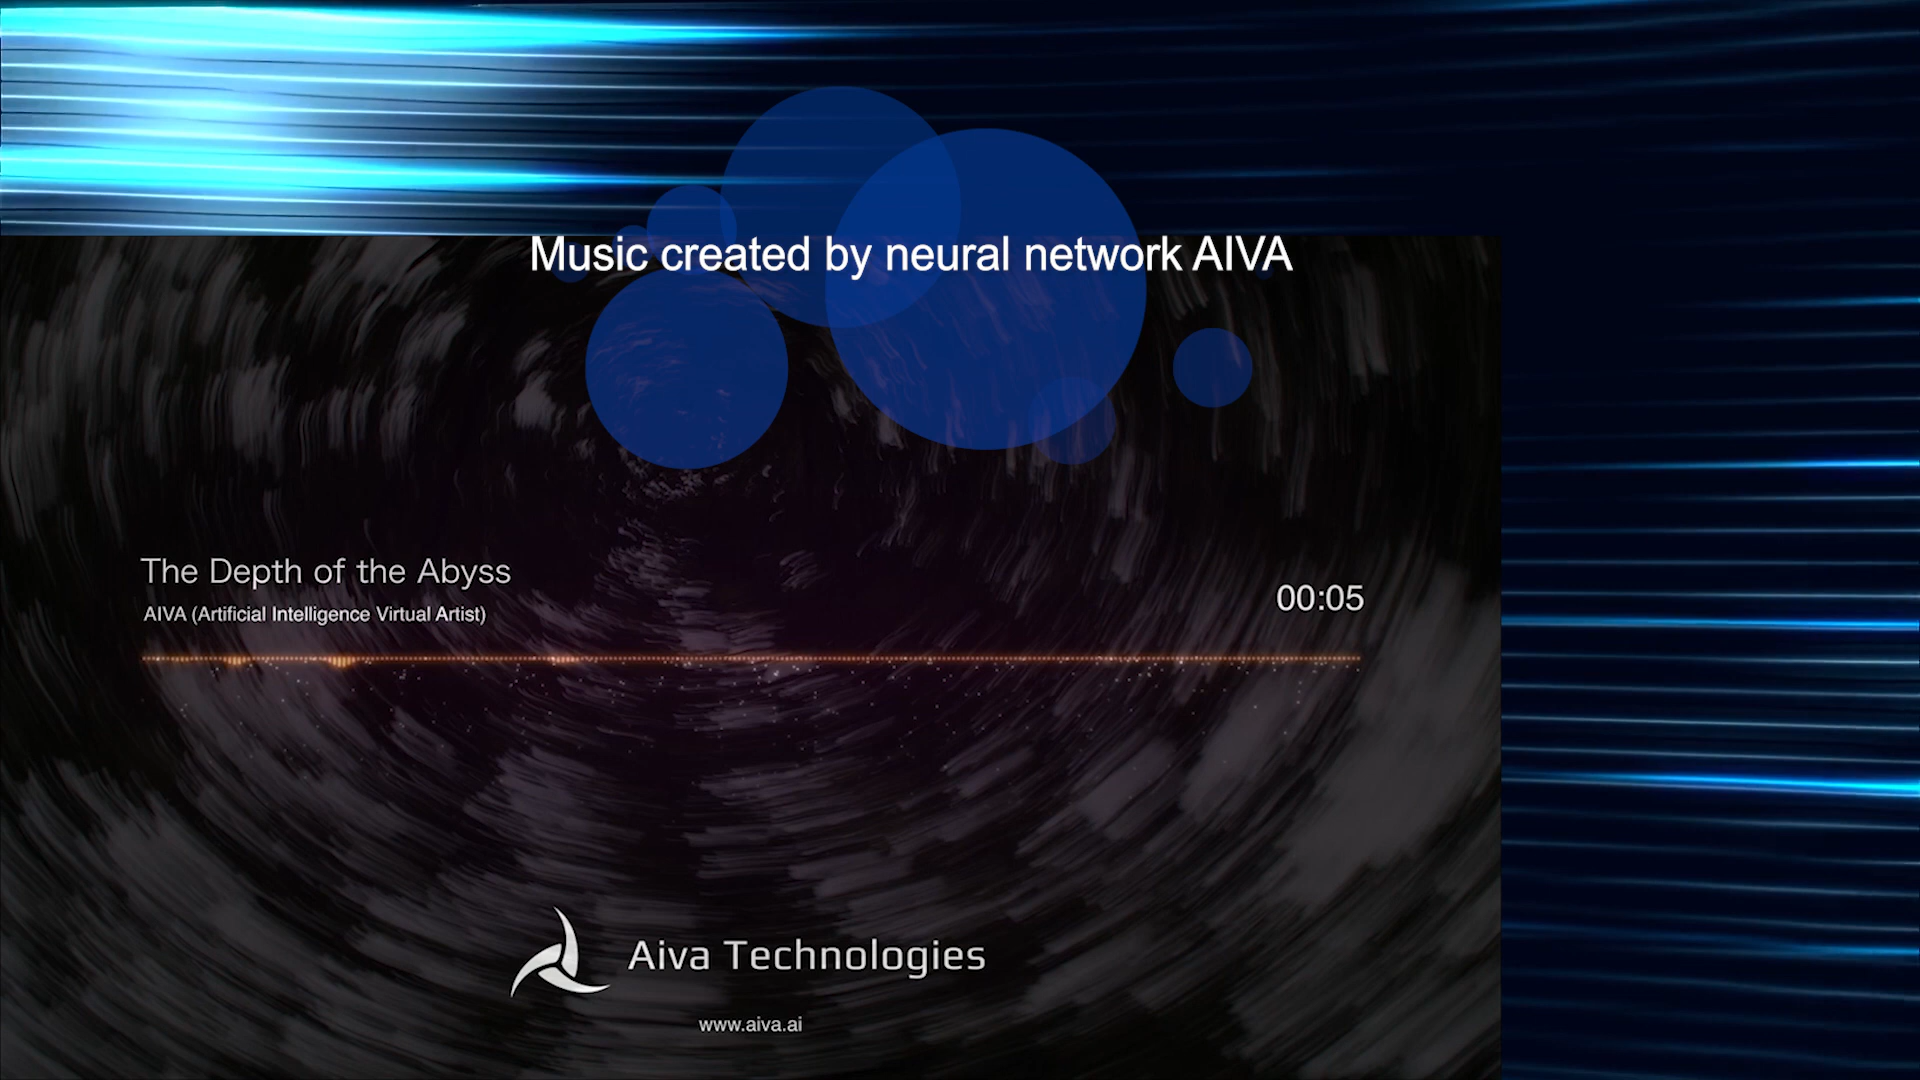 Music created by neural network AIVA
The Depth of the Abyss
AIVA (Artificial Intelligence Virtual Artist)
00:05
Aiva Technologies
www.aiva.ai